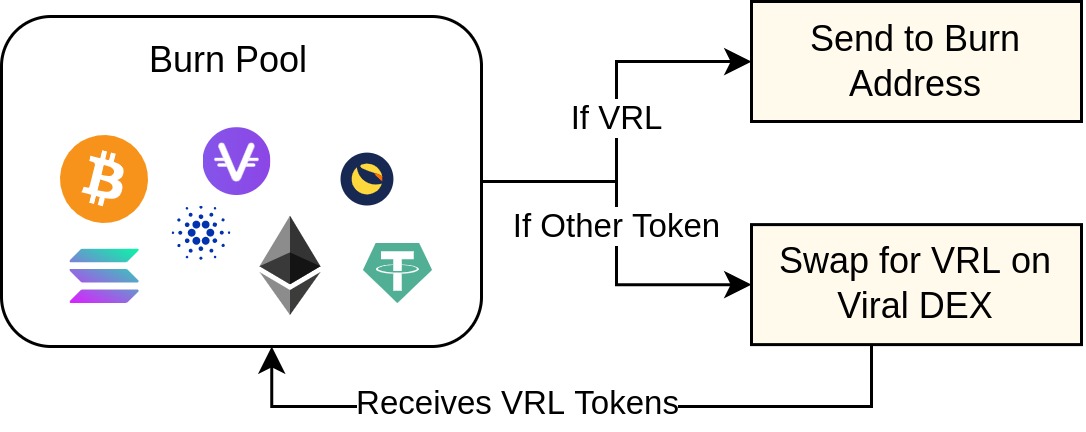 Burn Pool
Send to Burn
Address
If VRL
If Other Token
Swap for VRL on
Viral DEX
Receives VRL Tokens